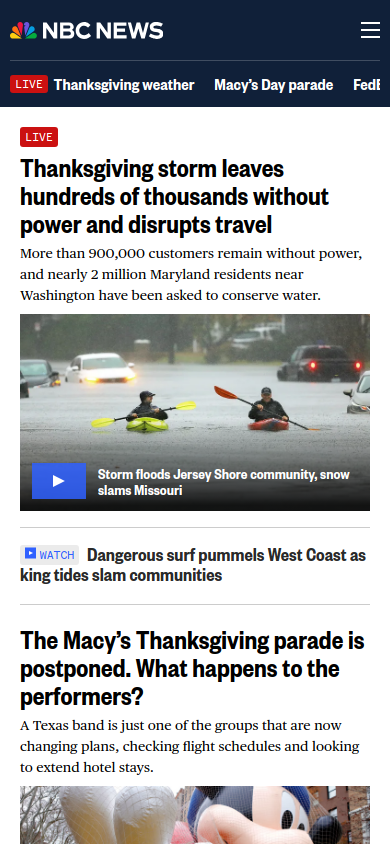 NBC NEWS
LIVE Thanksgiving weather Macy's Day parade
LIVE
Thanksgiving storm leaves
hundreds of thousands without
power and disrupts travel
More than 900,000 customers remain without power,
and nearly 2 million Maryland residents near
Washington have been asked to conserve water.
Storm floods Jersey Shore community, snow
slams Missouri
WATCH Dangerous surf pummels West Coast as
king tides slam communities
The Macy's Thanksgiving parade is
postponed. What happens to the
performers?
A Texas band is just one of the groups that are now
changing plans, checking flight schedules and looking
to extend hotel stays.